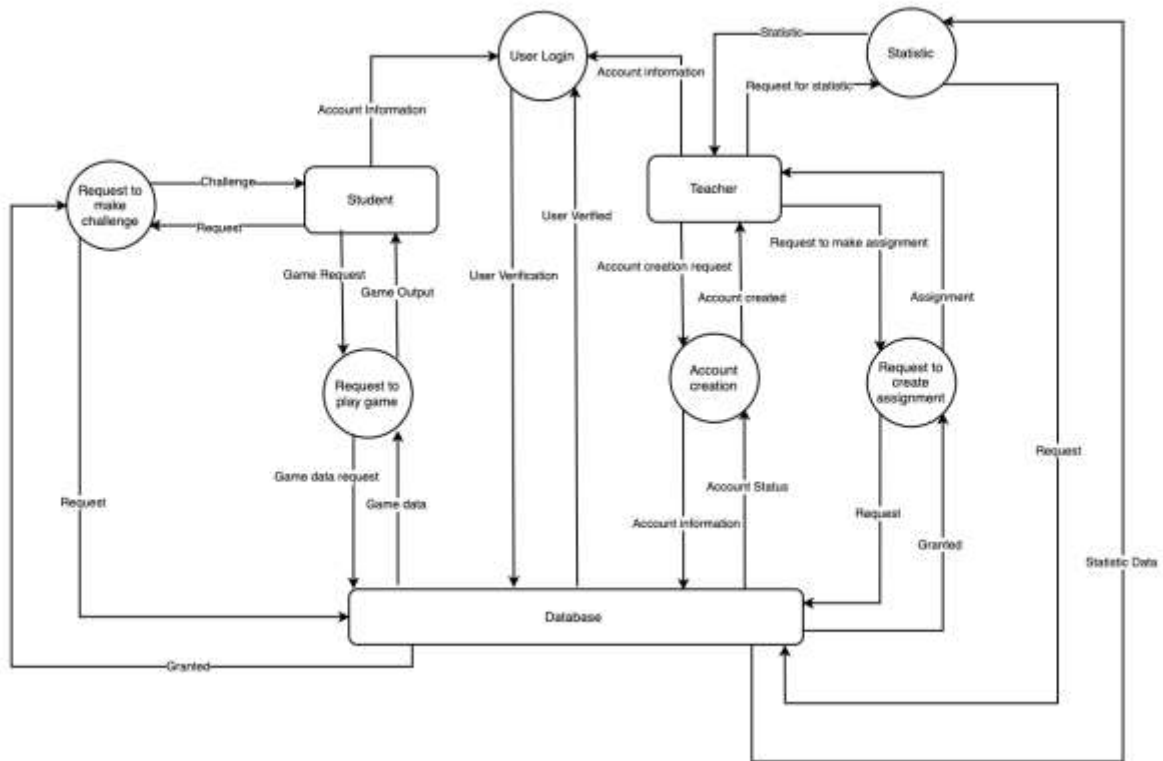 User Login
Statistic
Statistic
Account information
Request for statistic
Account Information
Request to
make
challenge
Challenge
Request
Student
Teacher
User Verified
User Verification
Game Request
Game Output
Account creation request
Account created
Request to make assignment
Assignment
Request to
play game
Account
creation
Request to
create
assignment
Game data request
Game data
Request
Account Status
Account information
Request
Granted
Request
Statistic Data
Database
Granted